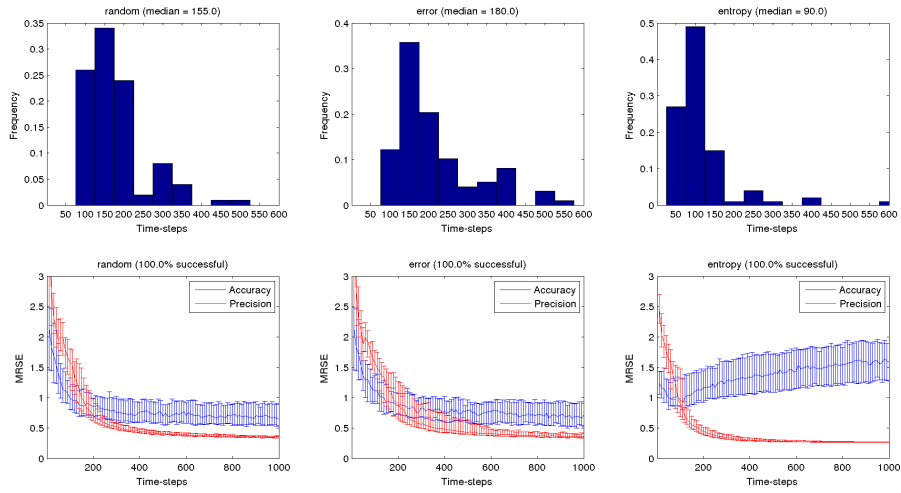 random (median = 155.0)
0.35
0.3
0.25
0.2
0.15
0.1
0.05
0
Frequency
50 100 150 200 250 300 350 400 450 500 550 600
Time-steps
error (median = 180.0)
0.4
0.3
0.2
0.1
0
Frequency
50 100 150 200 250 300 350 400 450 500 550 600
Time-steps
entropy (median = 90.0)
0.5
0.4
0.3
0.2
0.1
0
Frequency
50 100 150 200 250 300 350 400 450 500 550 600
Time-steps
random (100.0% successful)
3
2.5
2
1.5
1
0.5
0
MRSE
Accuracy
Precision
200 400 600 800 1000
Time-steps
error (100.0% successful)
3
2.5
2
1.5
1
0.5
0
MRSE
Accuracy
Precision
200 400 600 800 1000
Time-steps
entropy (100.0% successful)
3
2.5
2
1.5
1
0.5
0
MRSE
Accuracy
Precision
200 400 600 800 1000
Time-steps